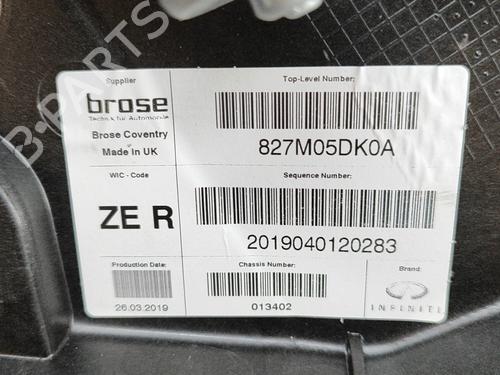 Supplier
brose
Technik für Automobile
Brose Coventry
Made in UK
Top-Level Number:
827M05DK0A
WIC - Code
ZE R
Sequence Number:
2019040120283
Production Date:
26.03.2019
Chassis Number:
013402
Brand:
INFINITI
B-PARTS